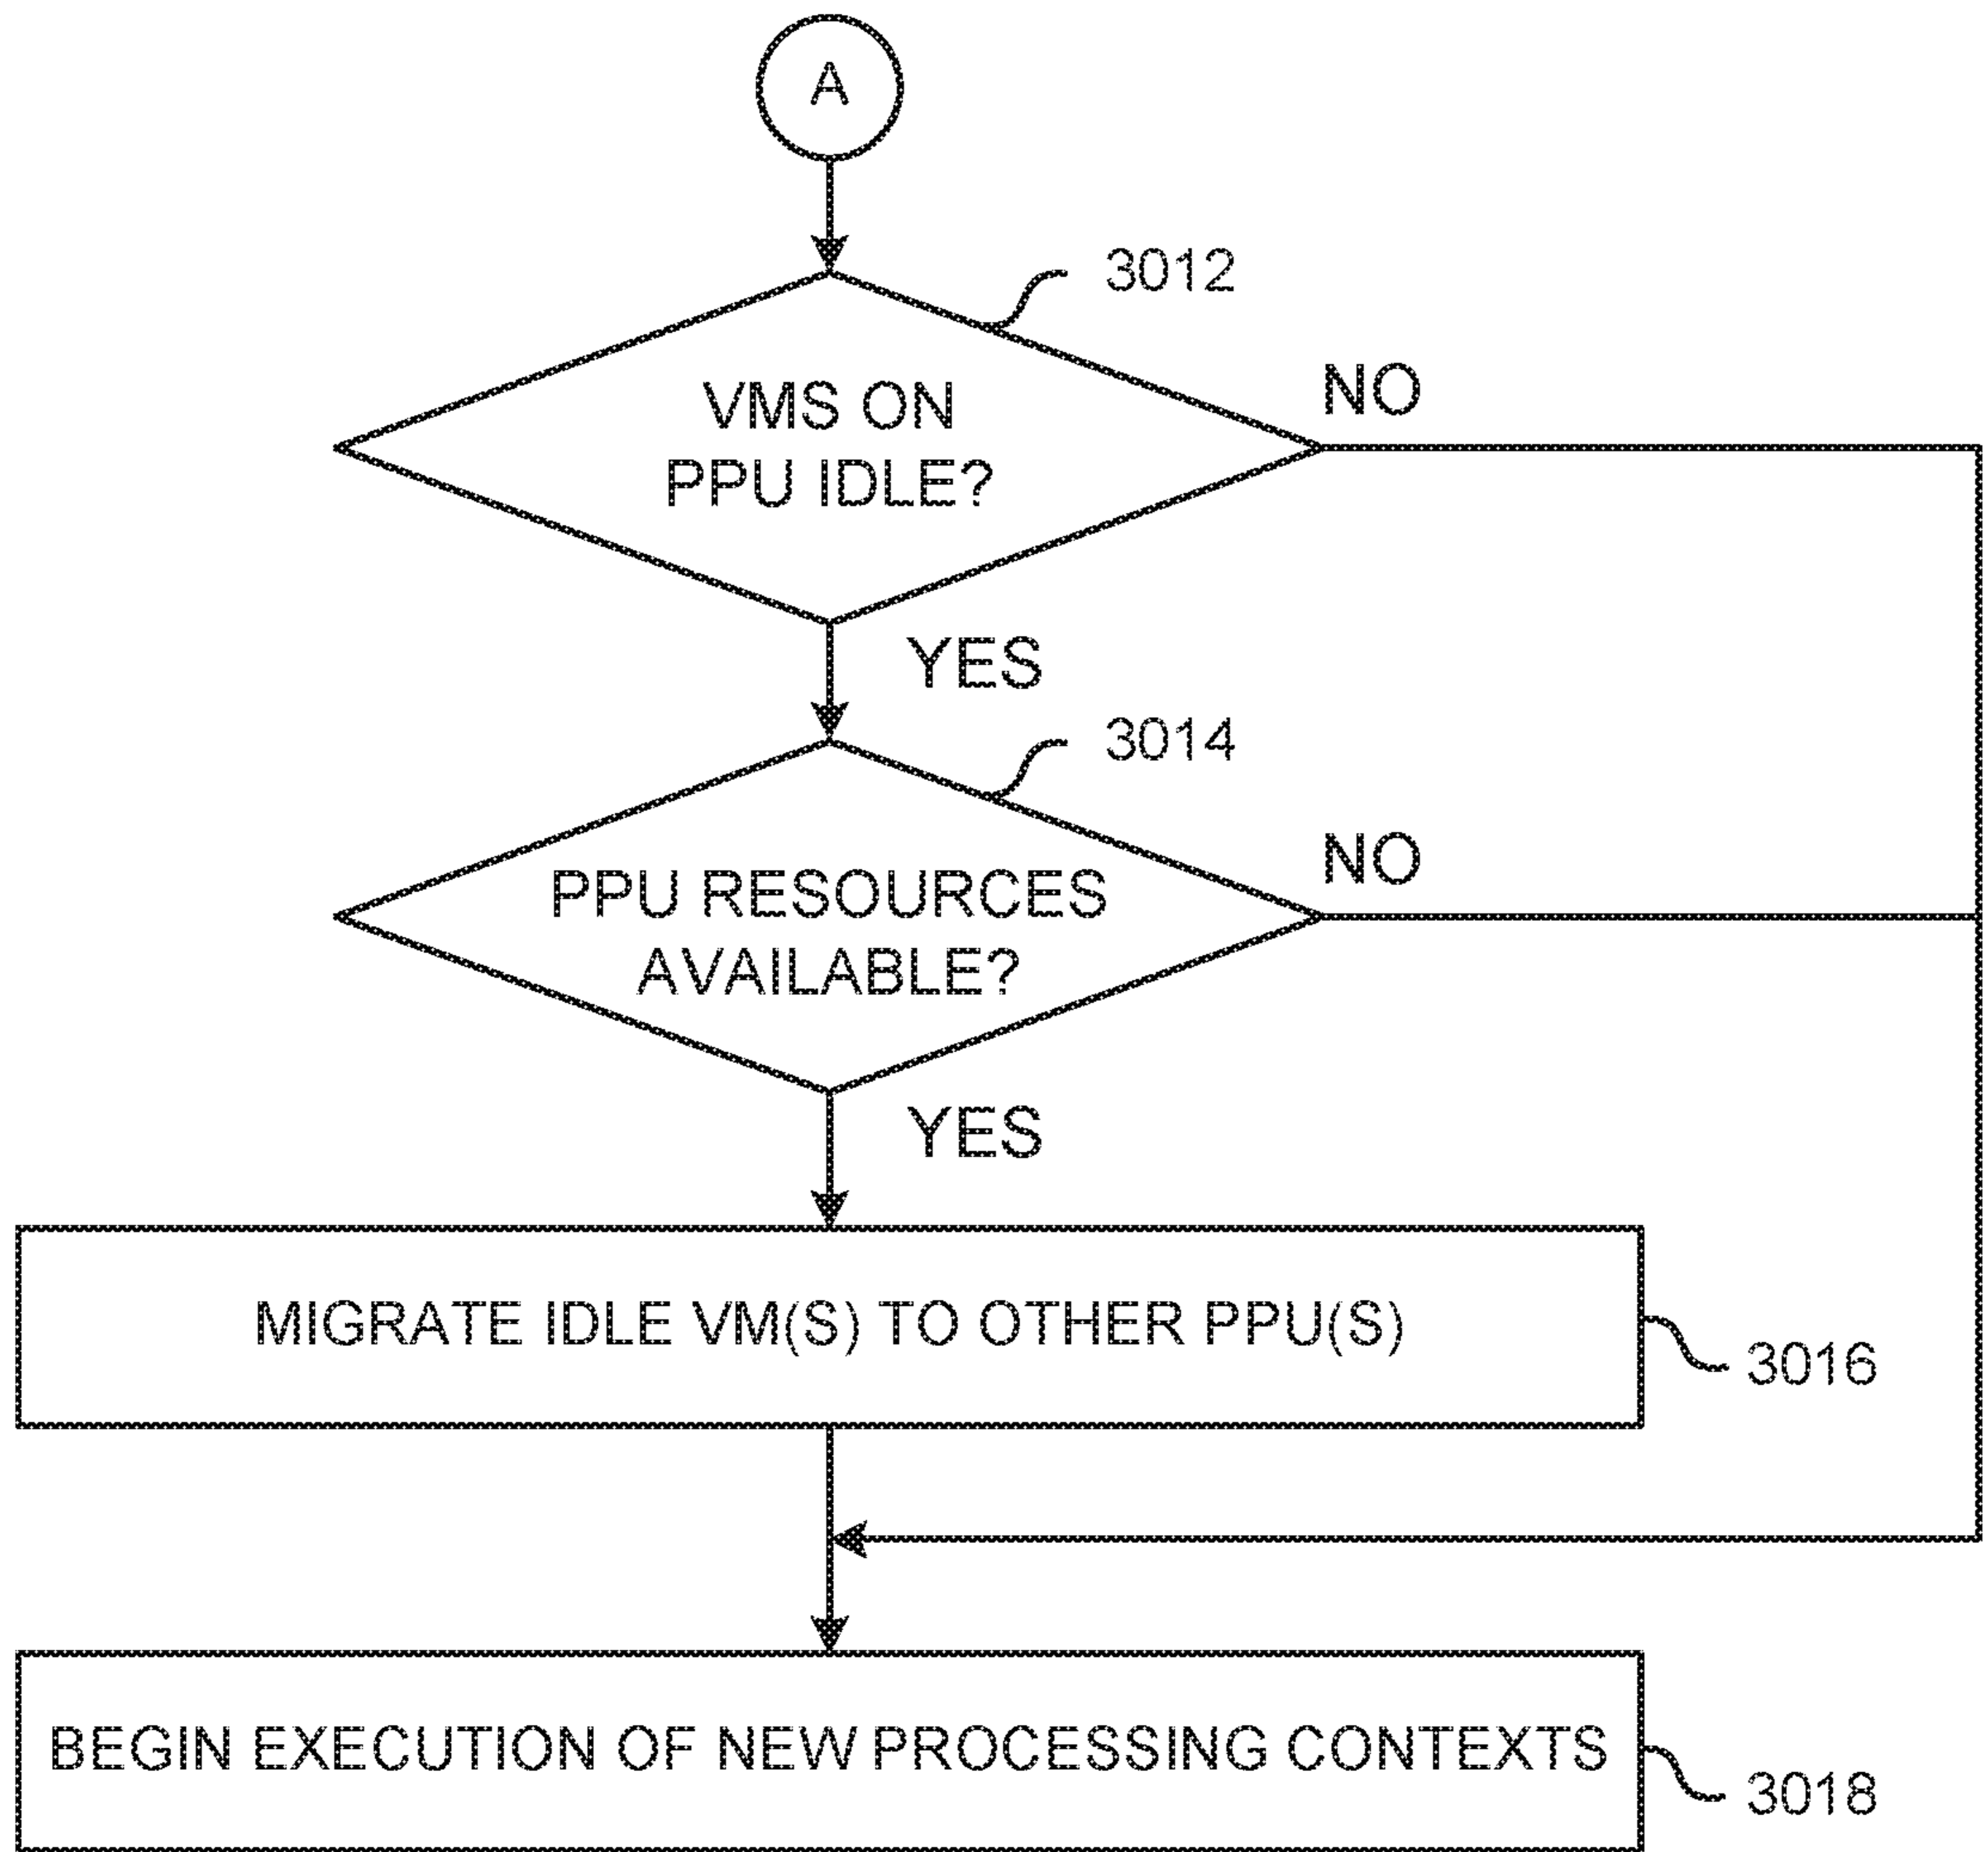 A
3012
VMS ON
PPU IDLE?
NO
YES
3014
PPU RESOURCES
AVAILABLE?
NO
YES
MIGRATE IDLE VM(S) TO OTHER PPU(S)
3016
BEGIN EXECUTION OF NEW PROCESSING CONTEXTS
3018